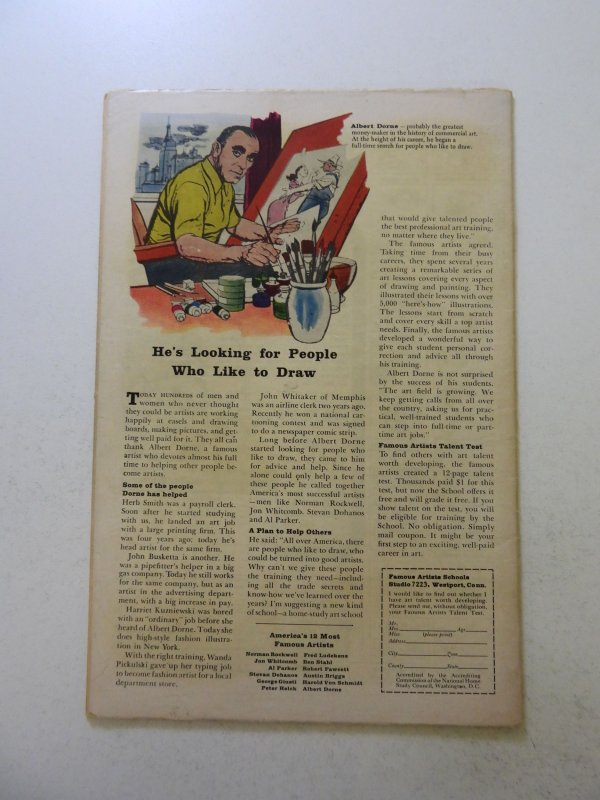 Albert Dorne – probably the greatest
money-maker in the history of commercial art.
At the height of his career, he began a
full-time search for people who like to draw.
He's Looking for People
Who Like to Draw
TODAY HUNDREDS of men and
women who never thought
they could be artists are working
happily at easels and drawing
boards, making pictures, and get-
ting well paid for it. They all can
thank Albert Dorne, a famous
artist who devotes almost his full
time to helping other people be-
come artists.
Some of the people
Dorne has helped
Herb Smith was a payroll clerk.
Soon after he started studying
with us, he landed an art job
with a large printing firm. This
was four years ago; today he's
head artist for the same firm.
John Busketta is another. He
was a pipefitter's helper in a big
gas company. Today he still works
for the same company, but as an
artist in the advertising depart-
ment, with a big increase in pay.
Harriet Kuzniewski was bored
with an "ordinary" job before she
heard of Albert Dorne. Today she
does high-style fashion illustra-
tion in New York.
With the right training, Wanda
Pickulski gave up her typing job
to become fashion artist for a local
department store.
John Whitaker of Memphis
was an airline clerk two years ago.
Recently he won a national car-
tooning contest and was signed
to do a newspaper comic strip.
Long before Albert Dorne
started looking for people who
like to draw, they came to him
for advice and help. Since he
alone could only help a few of
these people he called together
America's most successful artists
—men like Norman Rockwell,
Jon Whitcomb, Stevan Dohanos
and Al Parker.
A Plan to Help Others
He said: "All over America, there
are people who like to draw, who
could be turned into good artists.
Why can't we give these people
the training they need—includ-
ing all the trade secrets and
know-how we've learned over the
years? I'm suggesting a new kind
of school—a home-study art school
America's 12 Most
Famous Artists
Norman Rockwell
Jon Whitcomb
Al Parker
Stevan Dohanos
George Giusti
Peter Helck
Fred Ludekens
Ben Stahl
Robert Fawcett
Austin Briggs
Harold Von Schmidt
Albert Dorne
that would give talented people
the best professional art training,
no matter where they live."
The famous artists agreed.
Taking time from their busy
careers, they spent several years
creating a remarkable series of
art lessons covering every aspect
of drawing and painting. They
illustrated their lessons with over
5,000 "here's-how" illustrations.
The lessons start from scratch
and cover every skill a top artist
needs. Finally, the famous artists
developed a wonderful way to
give each student personal cor-
rection and advice all through
his training.
Albert Dorne is not surprised
by the success of his students.
"The art field is growing. We
keep getting calls from all over
the country, asking us for prac-
tical, well-trained students who
can step into full-time or part-
time art jobs."
Famous Artists Talent Test
To find others with art talent
worth developing, the famous
artists created a 12-page talent
test. Thousands paid $1 for this
test, but now the School offers it
free and will grade it free. If you
show talent on the test, you will
be eligible for training by the
School. No obligation. Simply
mail coupon. It might be your
first step to an exciting, well-paid
career in art.
Famous Artists Schools
Studio 7223, Westport, Conn.
I would like to find out whether I
have art talent worth developing.
Please send me, without obligation,
your Famous Artists Talent Test.
Mr.
Mrs. Age
Miss (please print)
Address
City Zone
County State
Accredited by the Accrediting
Commission of the National Home
Study Council, Washington, D.C.